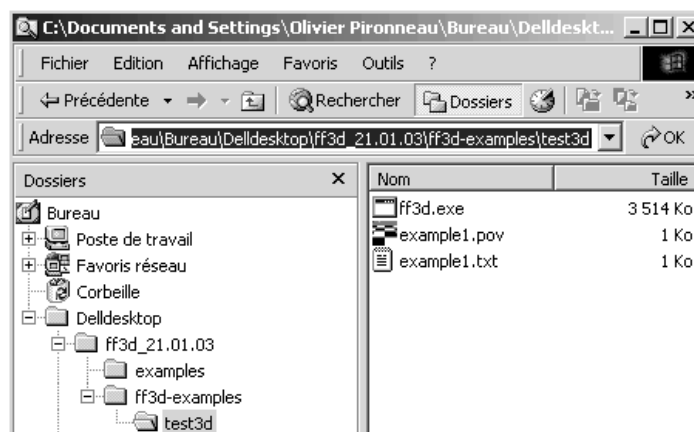 C:\Documents and Settings\Olivier Pironneau\Bureau\Delldeskt...
Fichier Edition Affichage Favoris Outils ?
Précédente Rechercher Dossiers »
Adresse eau\Bureau\Delldesktop\ff3d_21.01.03\ff3d-examples\test3d OK
Dossiers
Bureau
Poste de travail
Favoris réseau
Corbeille
Delldesktop
ff3d_21.01.03
examples
ff3d-examples
test3d
Nom Taille
ff3d.exe 3 514 Ko
example1.pov 1 Ko
example1.txt 1 Ko